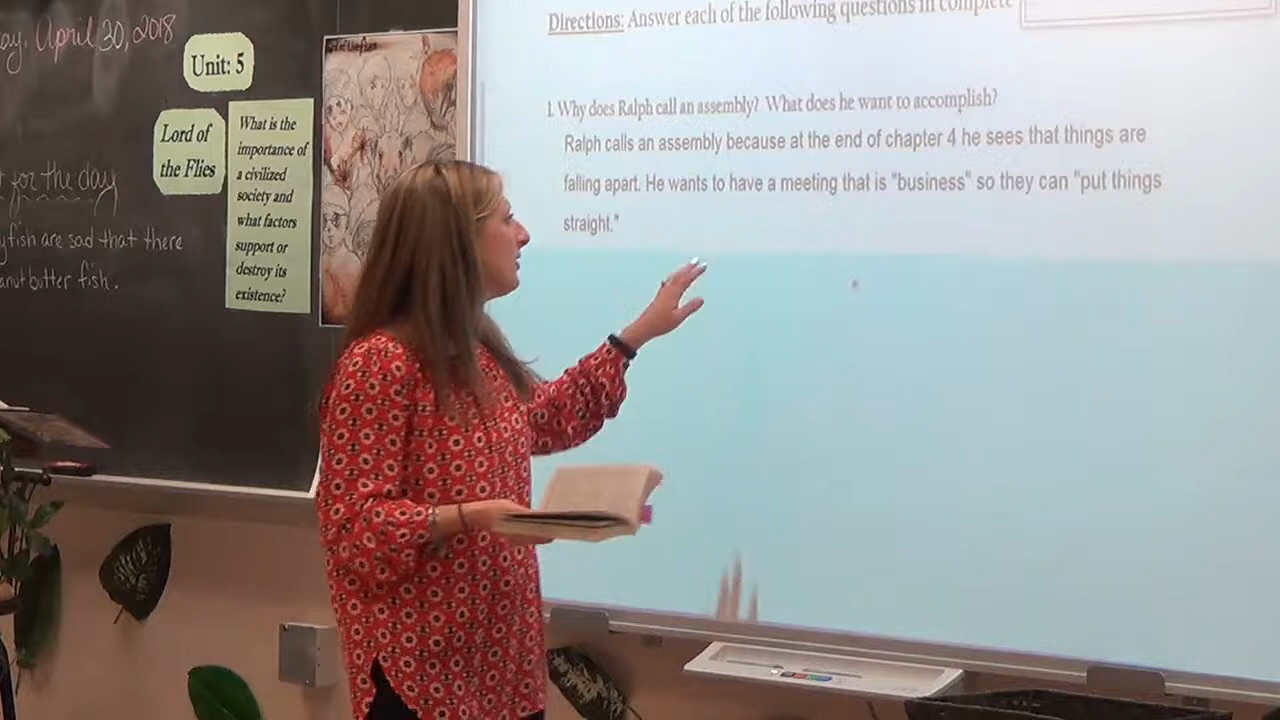 April 30, 2018
Unit: 5
Lord of
the Flies
What is the
importance of
a civilized
society and
what factors
support or
destroy its
existence?
for the day
fish are sad that there
butter fish.
Directions: Answer each of the following questions in complete
1. Why does Ralph call an assembly? What does he want to accomplish?
Ralph calls an assembly because at the end of chapter 4 he sees that things are
falling apart. He wants to have a meeting that is "business" so they can "put things
straight."